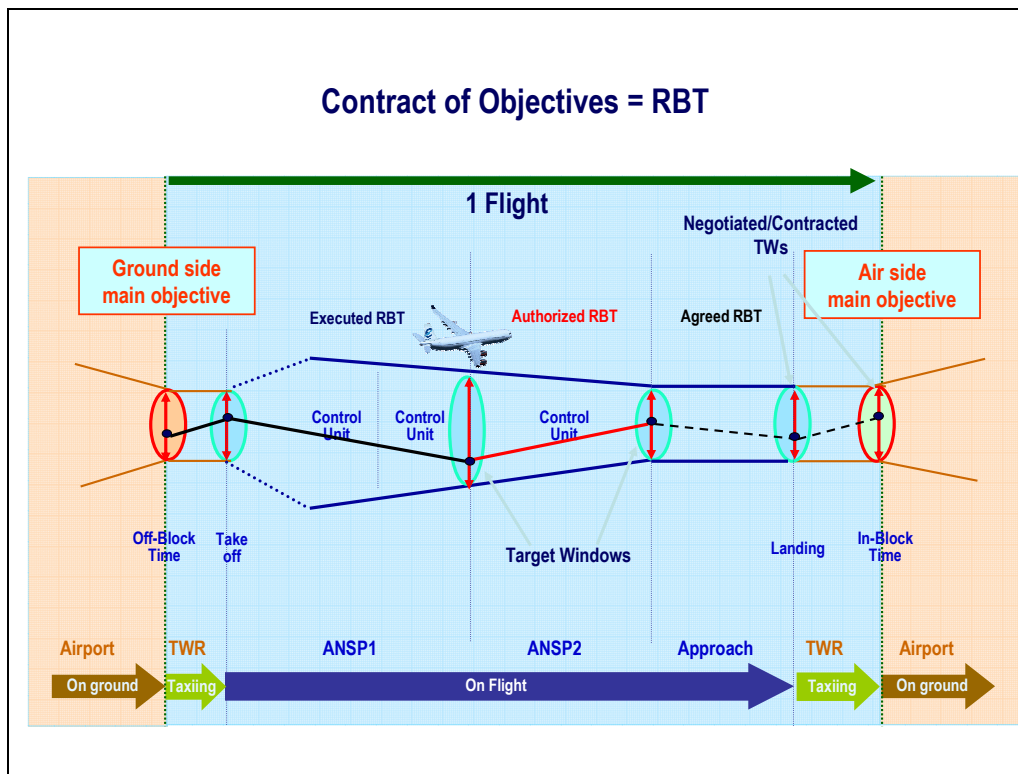 Contract of Objectives = RBT
1 Flight
Negotiated/Contracted
TWs
Ground side
main objective
Air side
main objective
Executed RBT
Authorized RBT
Agreed RBT
Control
Unit
Control
Unit
Control
Unit
Off-Block
Time
Take
off
Target Windows
Landing
In-Block
Time
Airport
TWR
ANSP1
ANSP2
Approach
TWR
Airport
On ground
Taxiing
On Flight
Taxiing
On ground